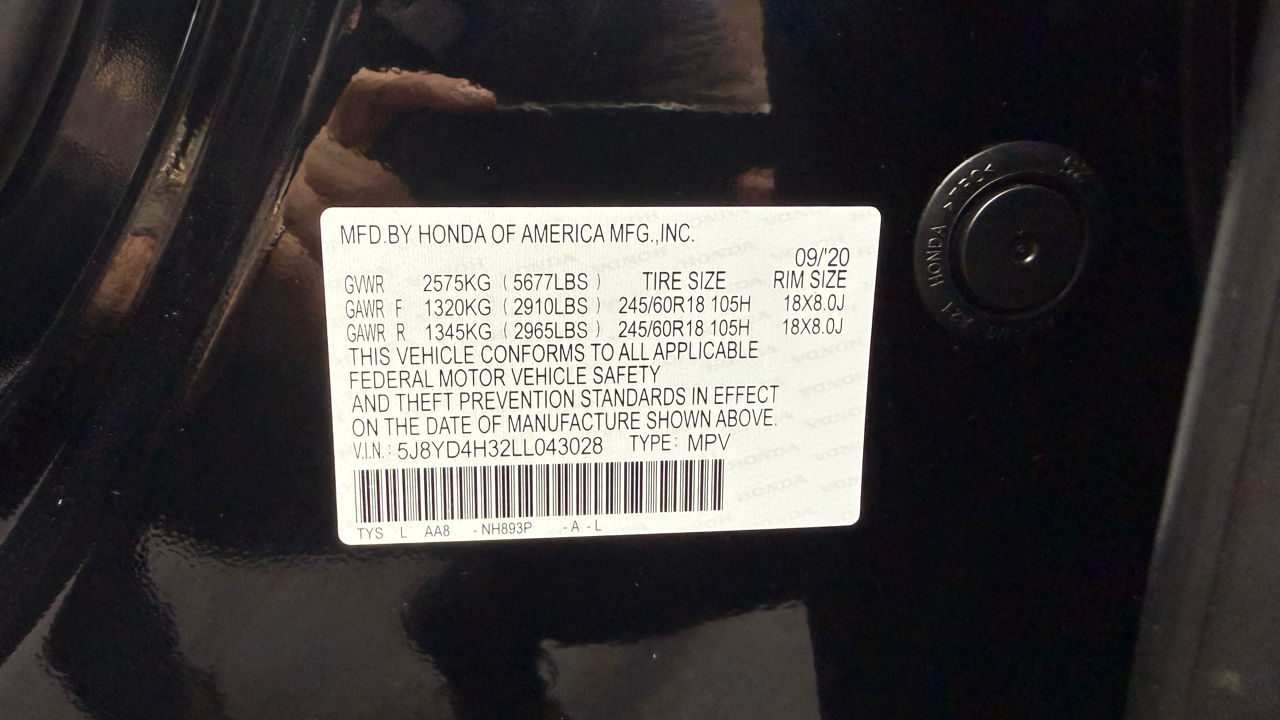 MFD.BY HONDA OF AMERICA MFG.,INC.
09/'20
GVWR 2575KG ( 5677LBS ) TIRE SIZE RIM SIZE
GAWR F 1320KG ( 2910LBS ) 245/60R18 105H 18X8.0J
GAWR R 1345KG ( 2965LBS ) 245/60R18 105H 18X8.0J
THIS VEHICLE CONFORMS TO ALL APPLICABLE
FEDERAL MOTOR VEHICLE SAFETY
AND THEFT PREVENTION STANDARDS IN EFFECT
ON THE DATE OF MANUFACTURE SHOWN ABOVE.
V.I.N.: 5J8YD4H32LL043028 TYPE: MPV
TYS L AA8 -NH893P -A-L
HONDA